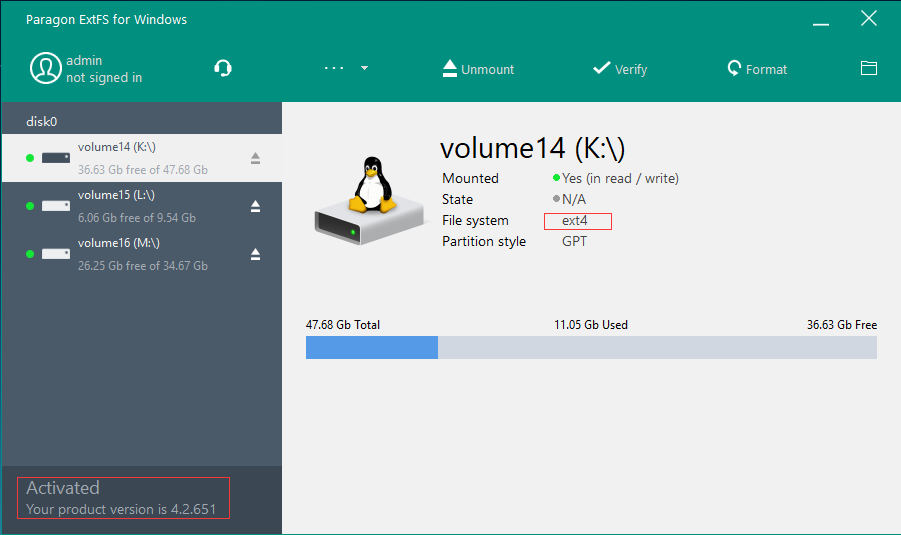 Paragon ExtFS for Windows
admin
not signed in
... Unmount Verify Format
disk0
volume14 (K:\)
36.63 Gb free of 47.68 Gb
volume15 (L:\)
6.06 Gb free of 9.54 Gb
volume16 (M:\)
26.25 Gb free of 34.67 Gb
Activated
Your product version is 4.2.651
volume14 (K:\)
Mounted Yes (in read / write)
State N/A
File system ext4
Partition style GPT
47.68 Gb Total 11.05 Gb Used 36.63 Gb Free